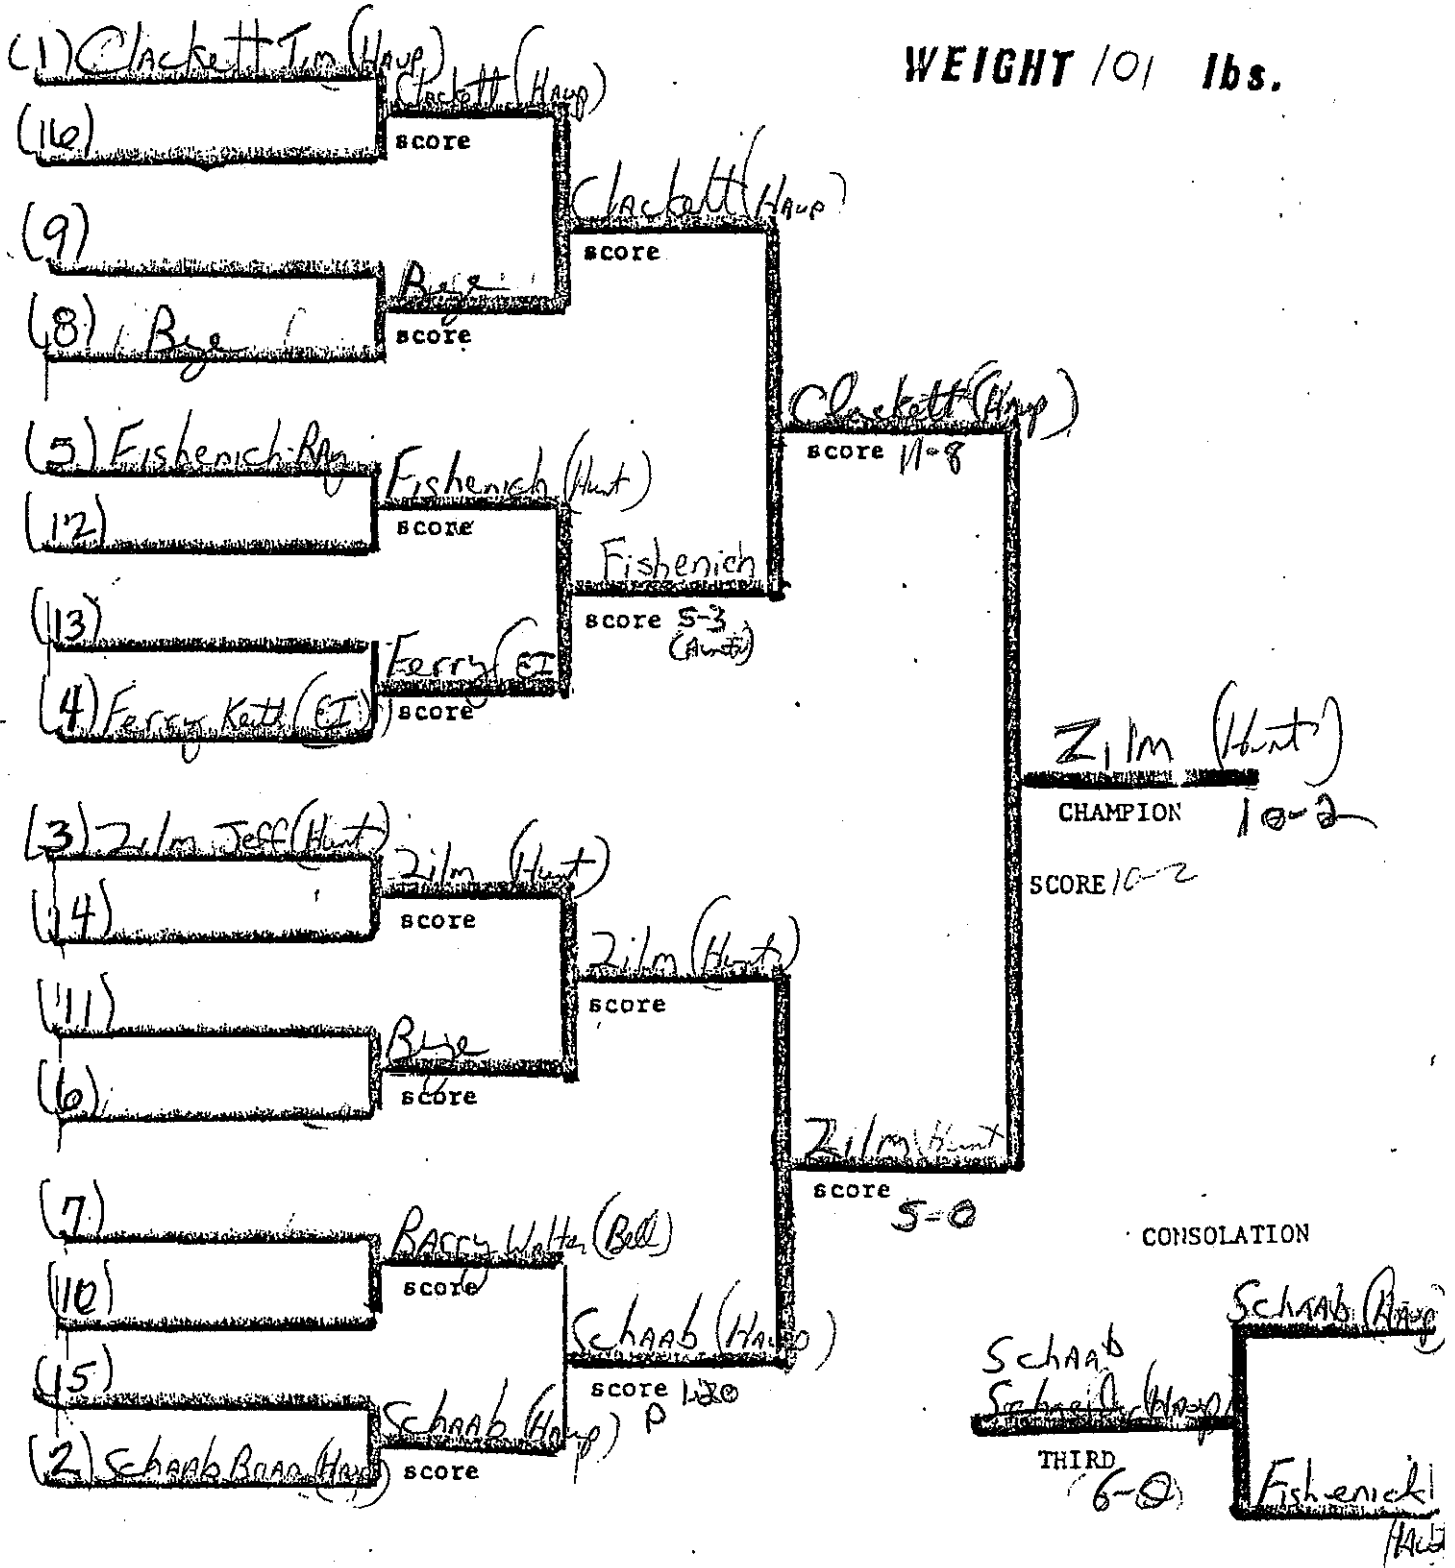 WEIGHT 101 lbs.
(1) Clackett Tim (Haup)
Clackett (Haup)
score
(16)
Clackett (Haup)
score
(9)
Bye
score
(8) Bye
Clackett (Haup)
score 11-8
(5) Fishenich Ray
Fishenich (Hunt)
score
(12)
Fishenich
score 5-3
(13)
Ferry (EI
score
(4) Ferry Keith (EI)
Zilm (Hunt)
CHAMPION 10-2
SCORE 10-2
(3) Zilm Jeff (Hunt)
Zilm (Hunt)
score
(14)
Zilm (Hunt)
score
(11)
Bye
score
(6)
Zilm (Hunt
score 5-0
(7)
Barry Walter (Bell)
score
(10)
Schaab (Haup)
score
P
(15)
Schaab (Haup)
score
(2) Schaab Brian (Haup)
CONSOLATION
Schaab (Haup)
Schaab
(Haup)
THIRD
6-0
Fishenich